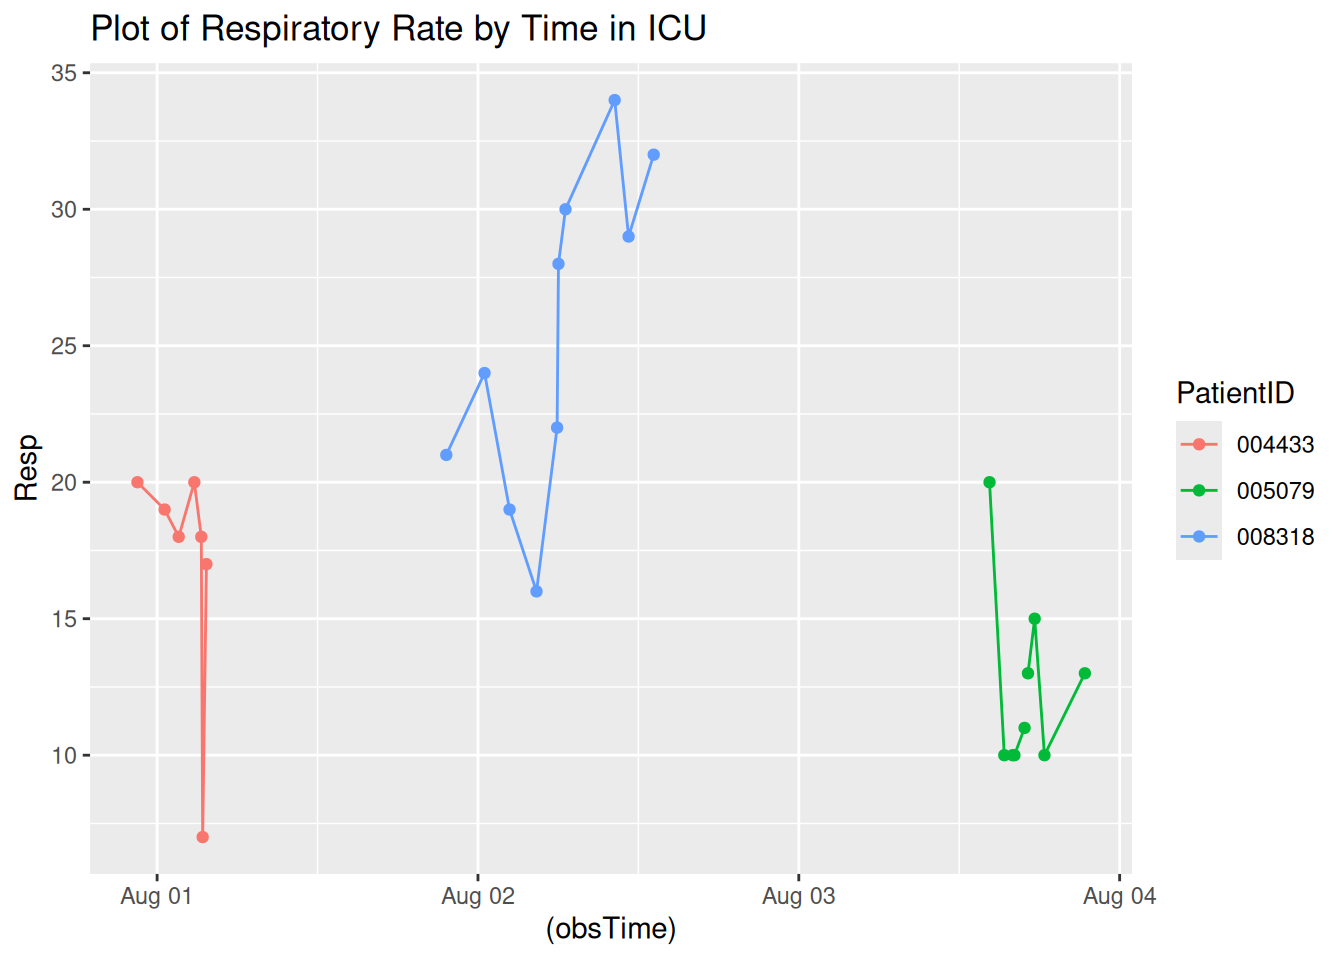 Plot of Respiratory Rate by Time in ICU
35
30
25
20
15
10
Resp
Aug 01
Aug 02
Aug 03
Aug 04
(obsTime)
PatientID
004433
005079
008318